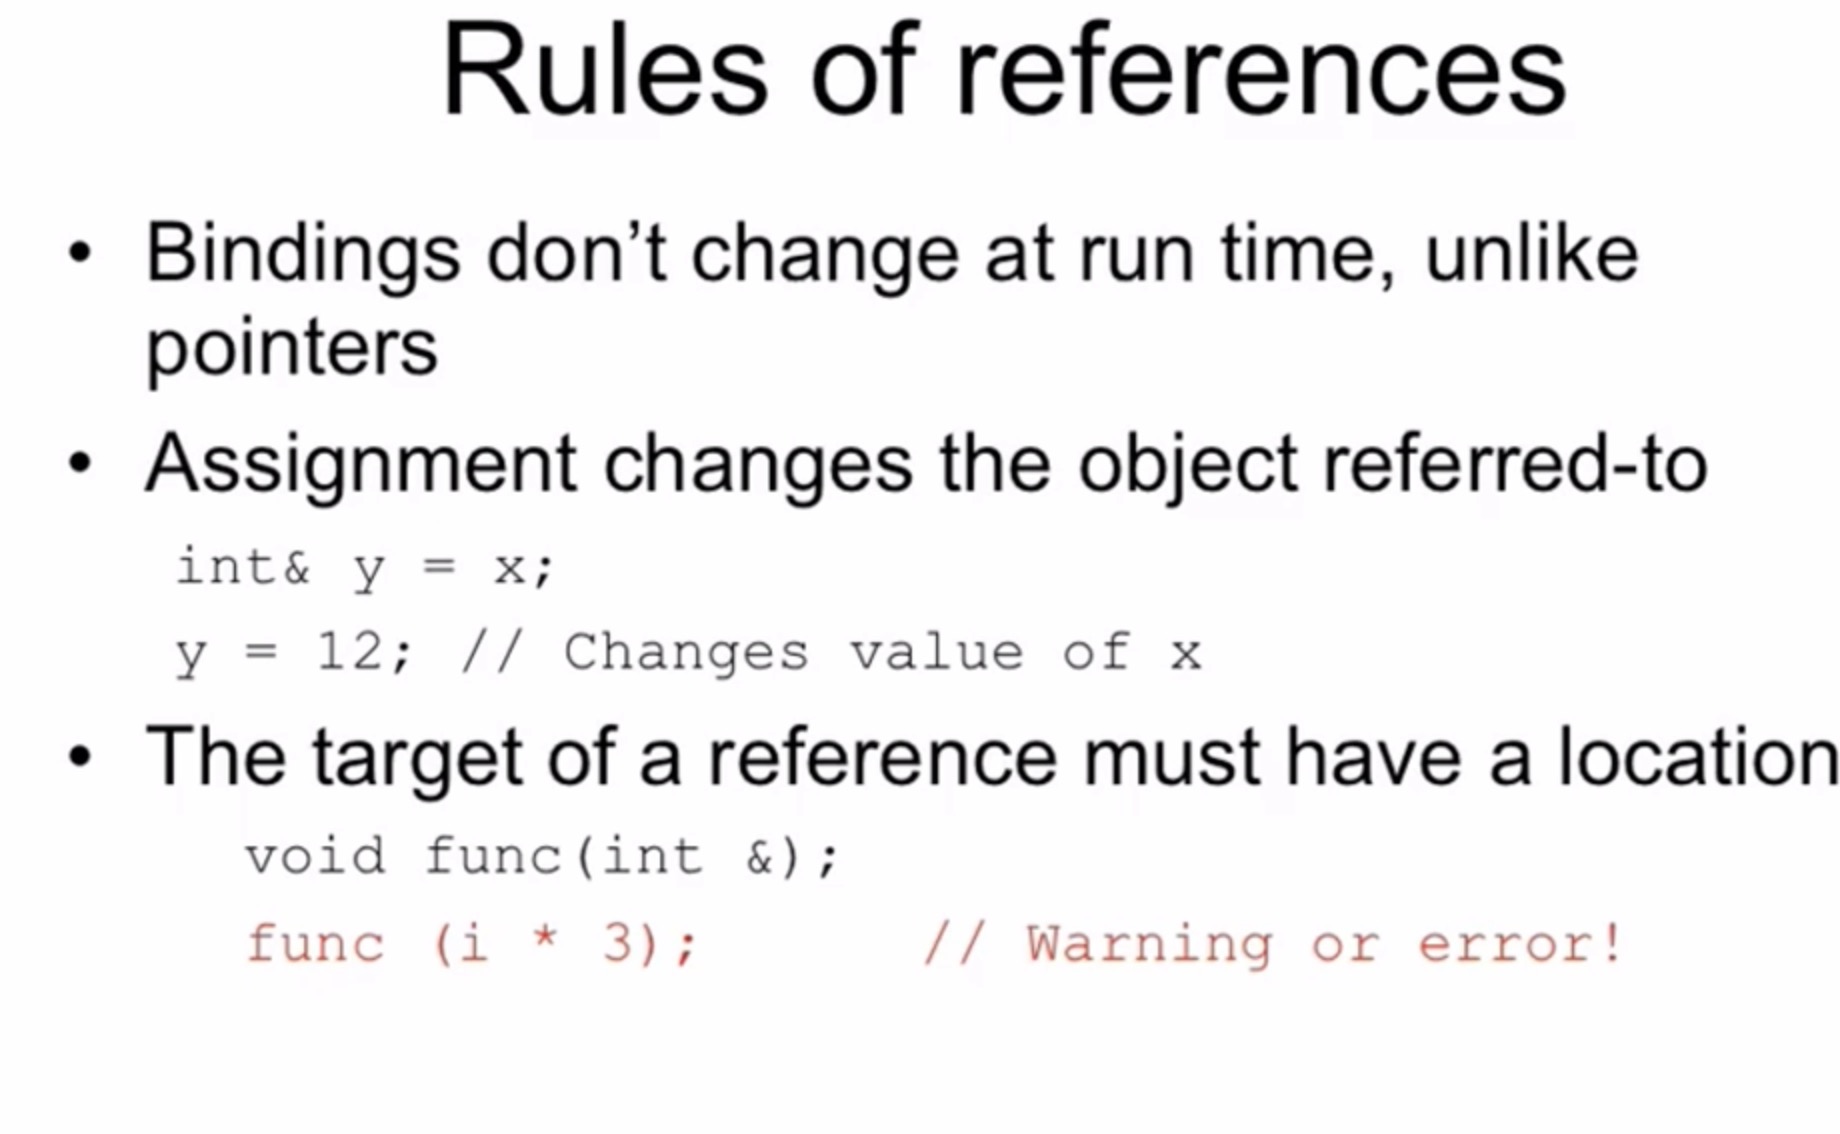 Rules of references
• Bindings don’t change at run time, unlike
pointers
• Assignment changes the object referred-to
int& y = x;
y = 12; // Changes value of x
• The target of a reference must have a location
void func(int &);
func (i * 3); // Warning or error!